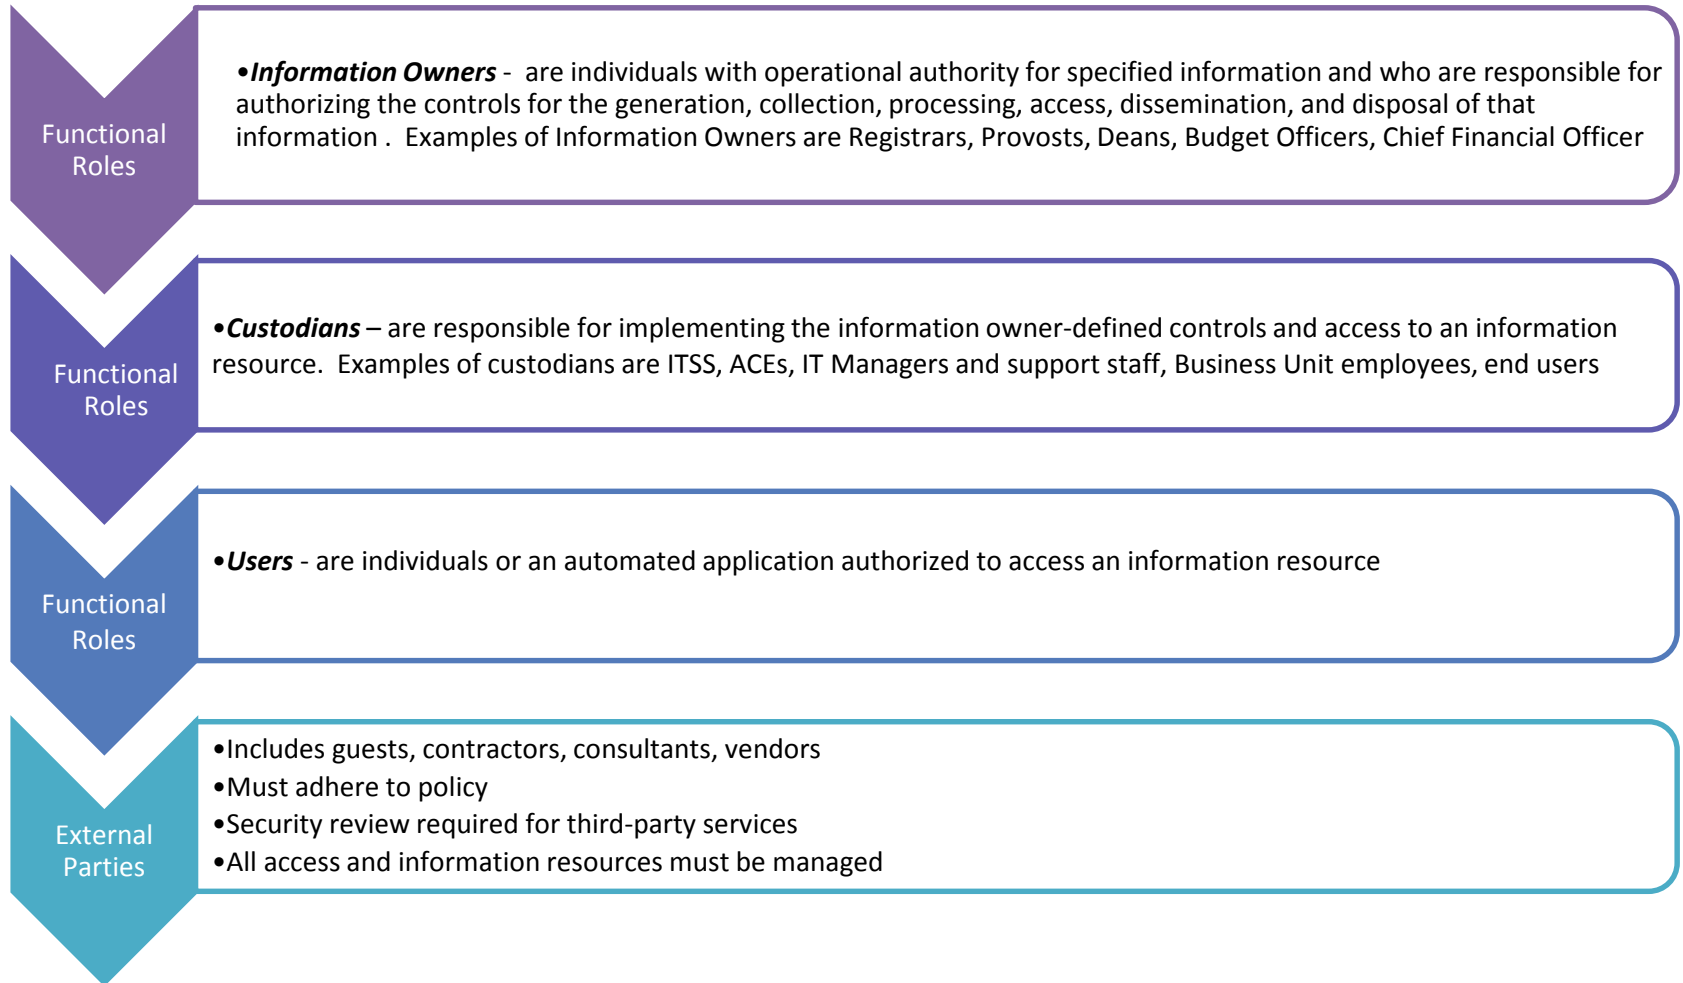 Functional
Roles
•Information Owners -  are individuals with operational authority for specified information and who are responsible for
authorizing the controls for the generation, collection, processing, access, dissemination, and disposal of that
information .  Examples of Information Owners are Registrars, Provosts, Deans, Budget Officers, Chief Financial Officer
Functional
Roles
•Custodians – are responsible for implementing the information owner-defined controls and access to an information
resource.  Examples of custodians are ITSS, ACEs, IT Managers and support staff, Business Unit employees, end users
Functional
Roles
•Users - are individuals or an automated application authorized to access an information resource
External
Parties
•Includes guests, contractors, consultants, vendors
•Must adhere to policy
•Security review required for third-party services
•All access and information resources must be managed